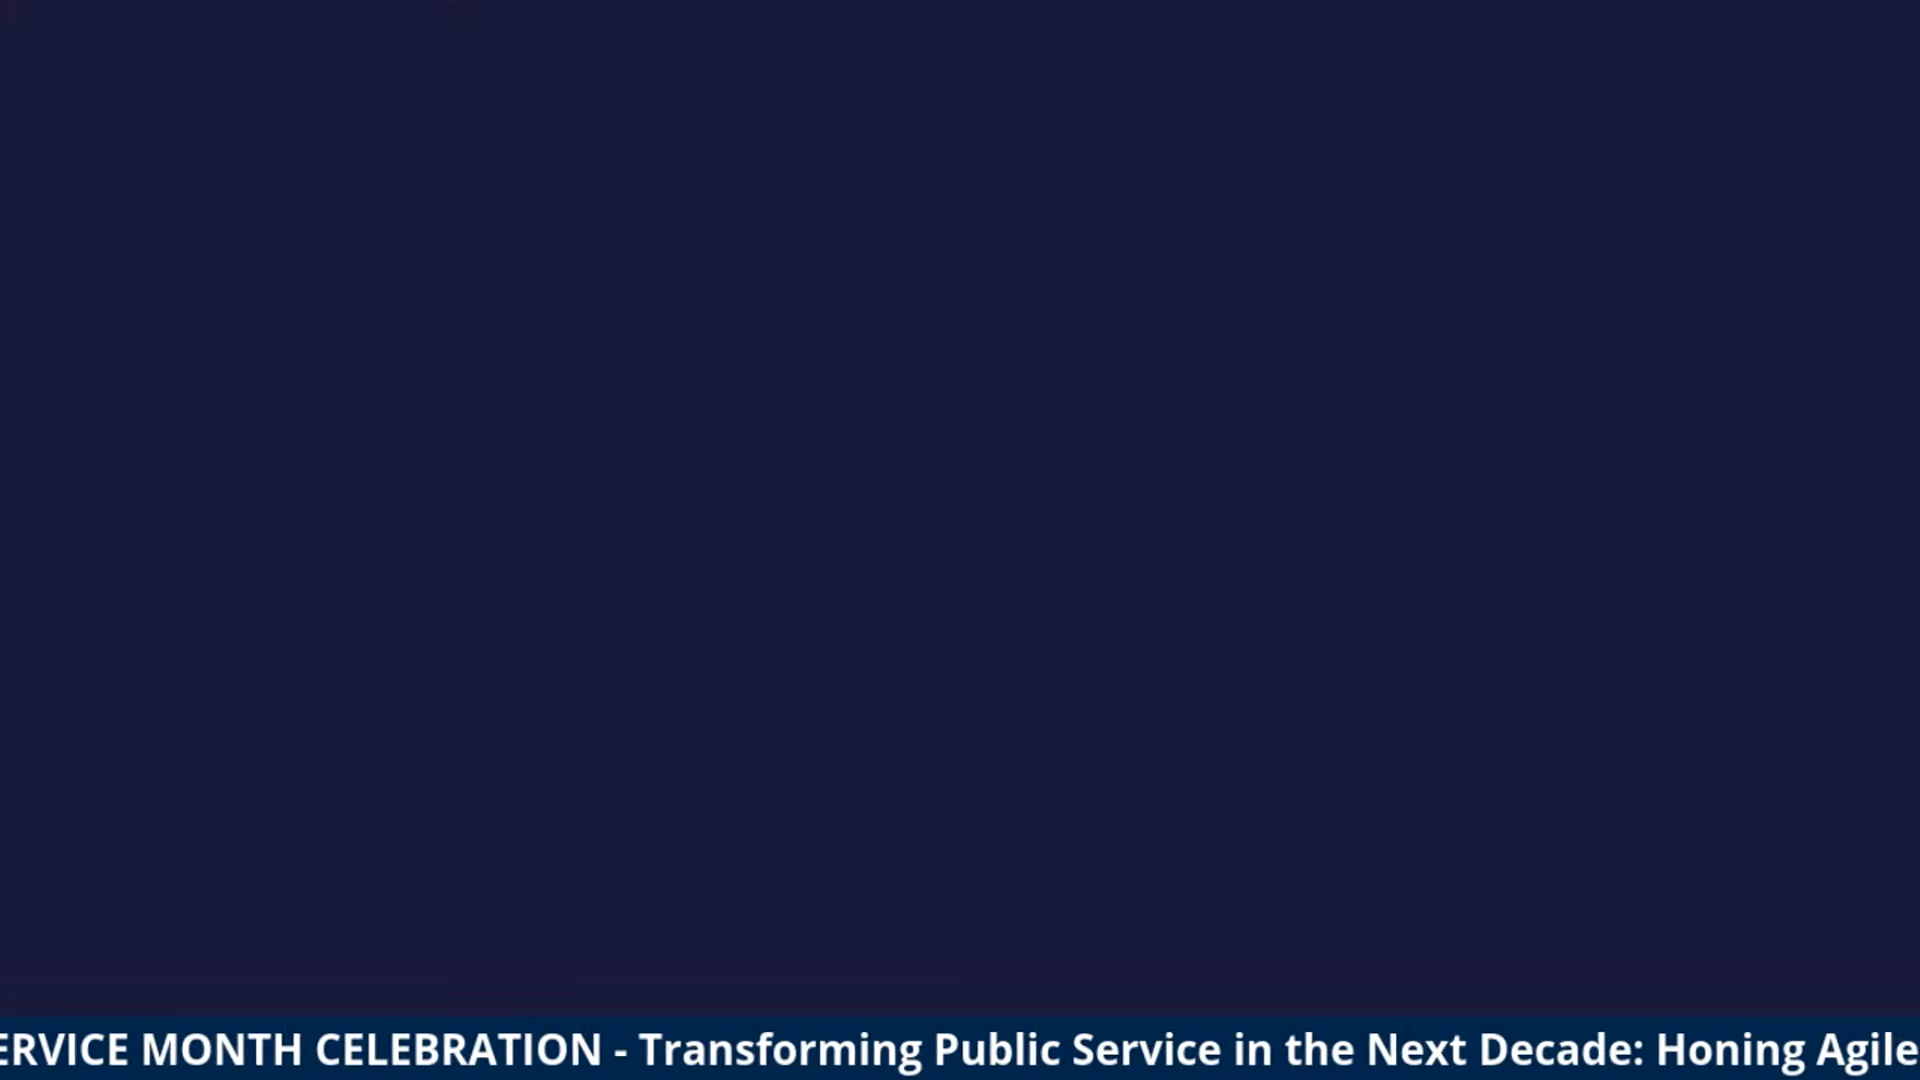 ERVICE MONTH CELEBRATION - Transforming Public Service in the Next Decade: Honing Agile